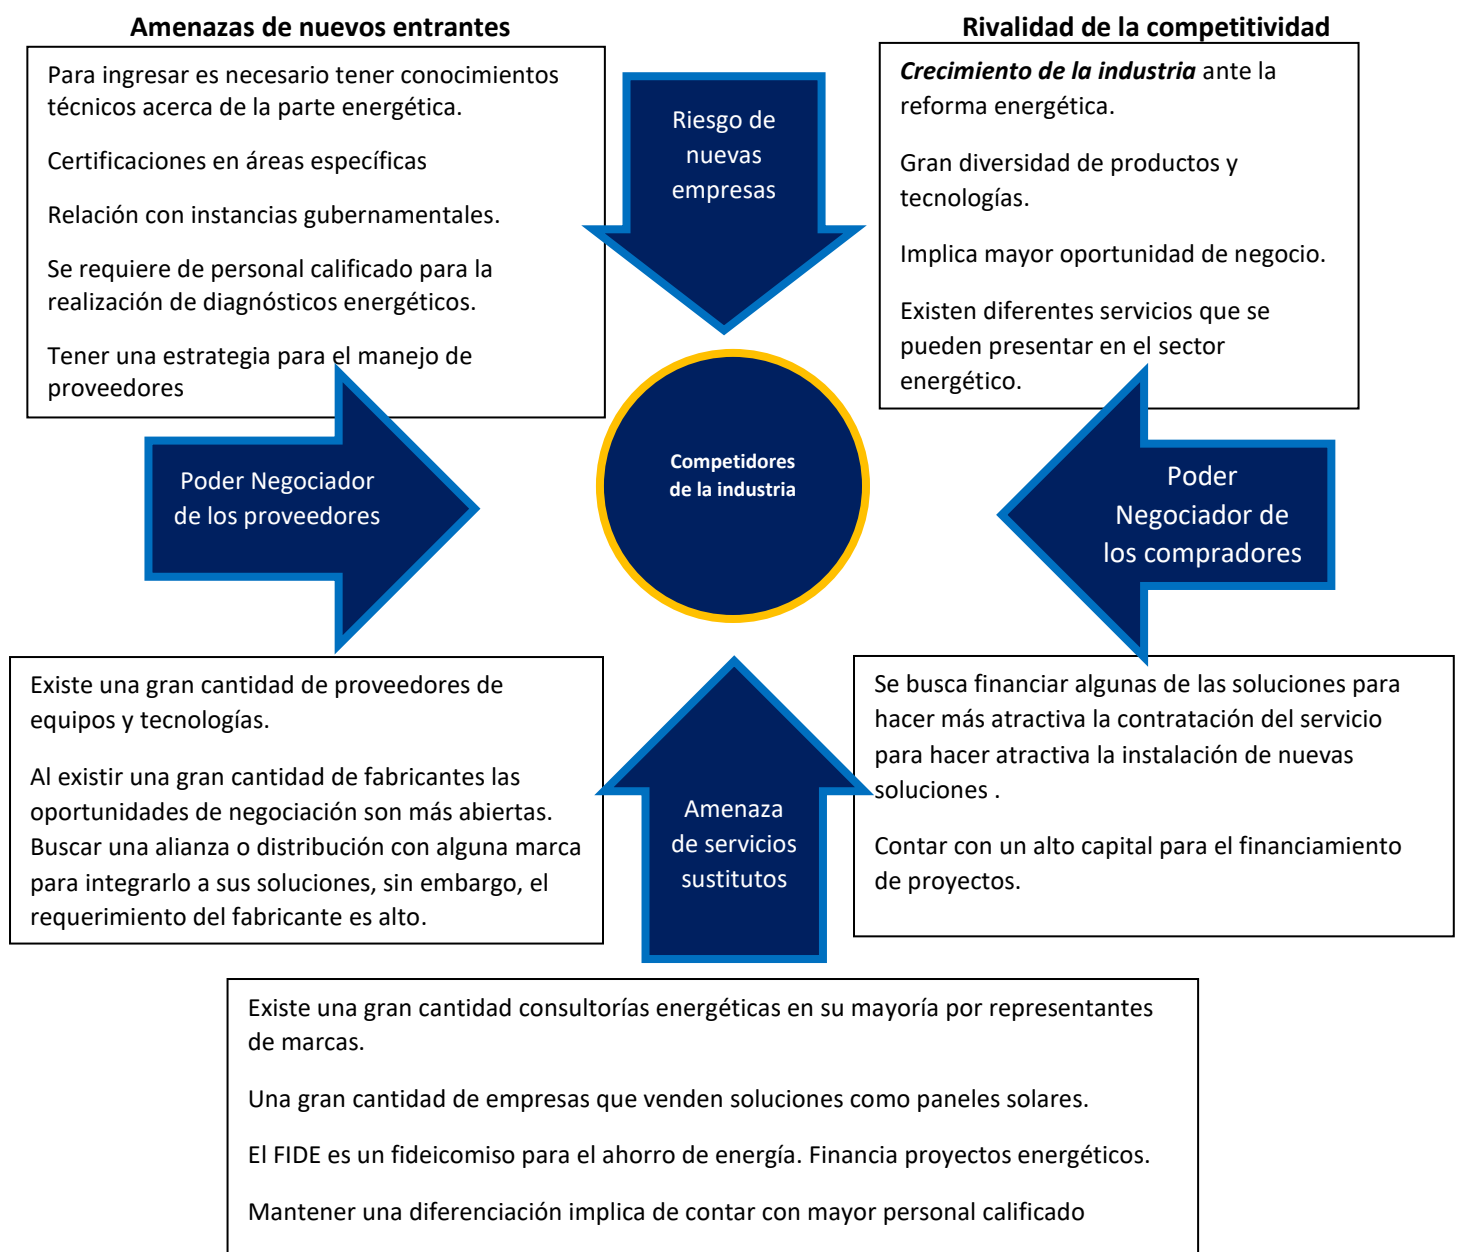 Amenazas de nuevos entrantes
Para ingresar es necesario tener conocimientos
técnicos acerca de la parte energética.
Certificaciones en áreas específicas
Relación con instancias gubernamentales.
Se requiere de personal calificado para la
realización de diagnósticos energéticos.
Tener una estrategia para el manejo de
proveedores
Riesgo de
nuevas
empresas
Rivalidad de la competitividad
Crecimiento de la industria ante la
reforma energética.
Gran diversidad de productos y
tecnologías.
Implica mayor oportunidad de negocio.
Existen diferentes servicios que se
pueden presentar en el sector
energético.
Poder Negociador
de los proveedores
Competidores
de la industria
Poder
Negociador de
los compradores
Existe una gran cantidad de proveedores de
equipos y tecnologías.
Al existir una gran cantidad de fabricantes las
oportunidades de negociación son más abiertas.
Buscar una alianza o distribución con alguna marca
para integrarlo a sus soluciones, sin embargo, el
requerimiento del fabricante es alto.
Amenaza
de servicios
sustitutos
Se busca financiar algunas de las soluciones para
hacer más atractiva la contratación del servicio
para hacer atractiva la instalación de nuevas
soluciones .
Contar con un alto capital para el financiamiento
de proyectos.
Existe una gran cantidad consultorías energéticas en su mayoría por representantes
de marcas.
Una gran cantidad de empresas que venden soluciones como paneles solares.
El FIDE es un fideicomiso para el ahorro de energía. Financia proyectos energéticos.
Mantener una diferenciación implica de contar con mayor personal calificado